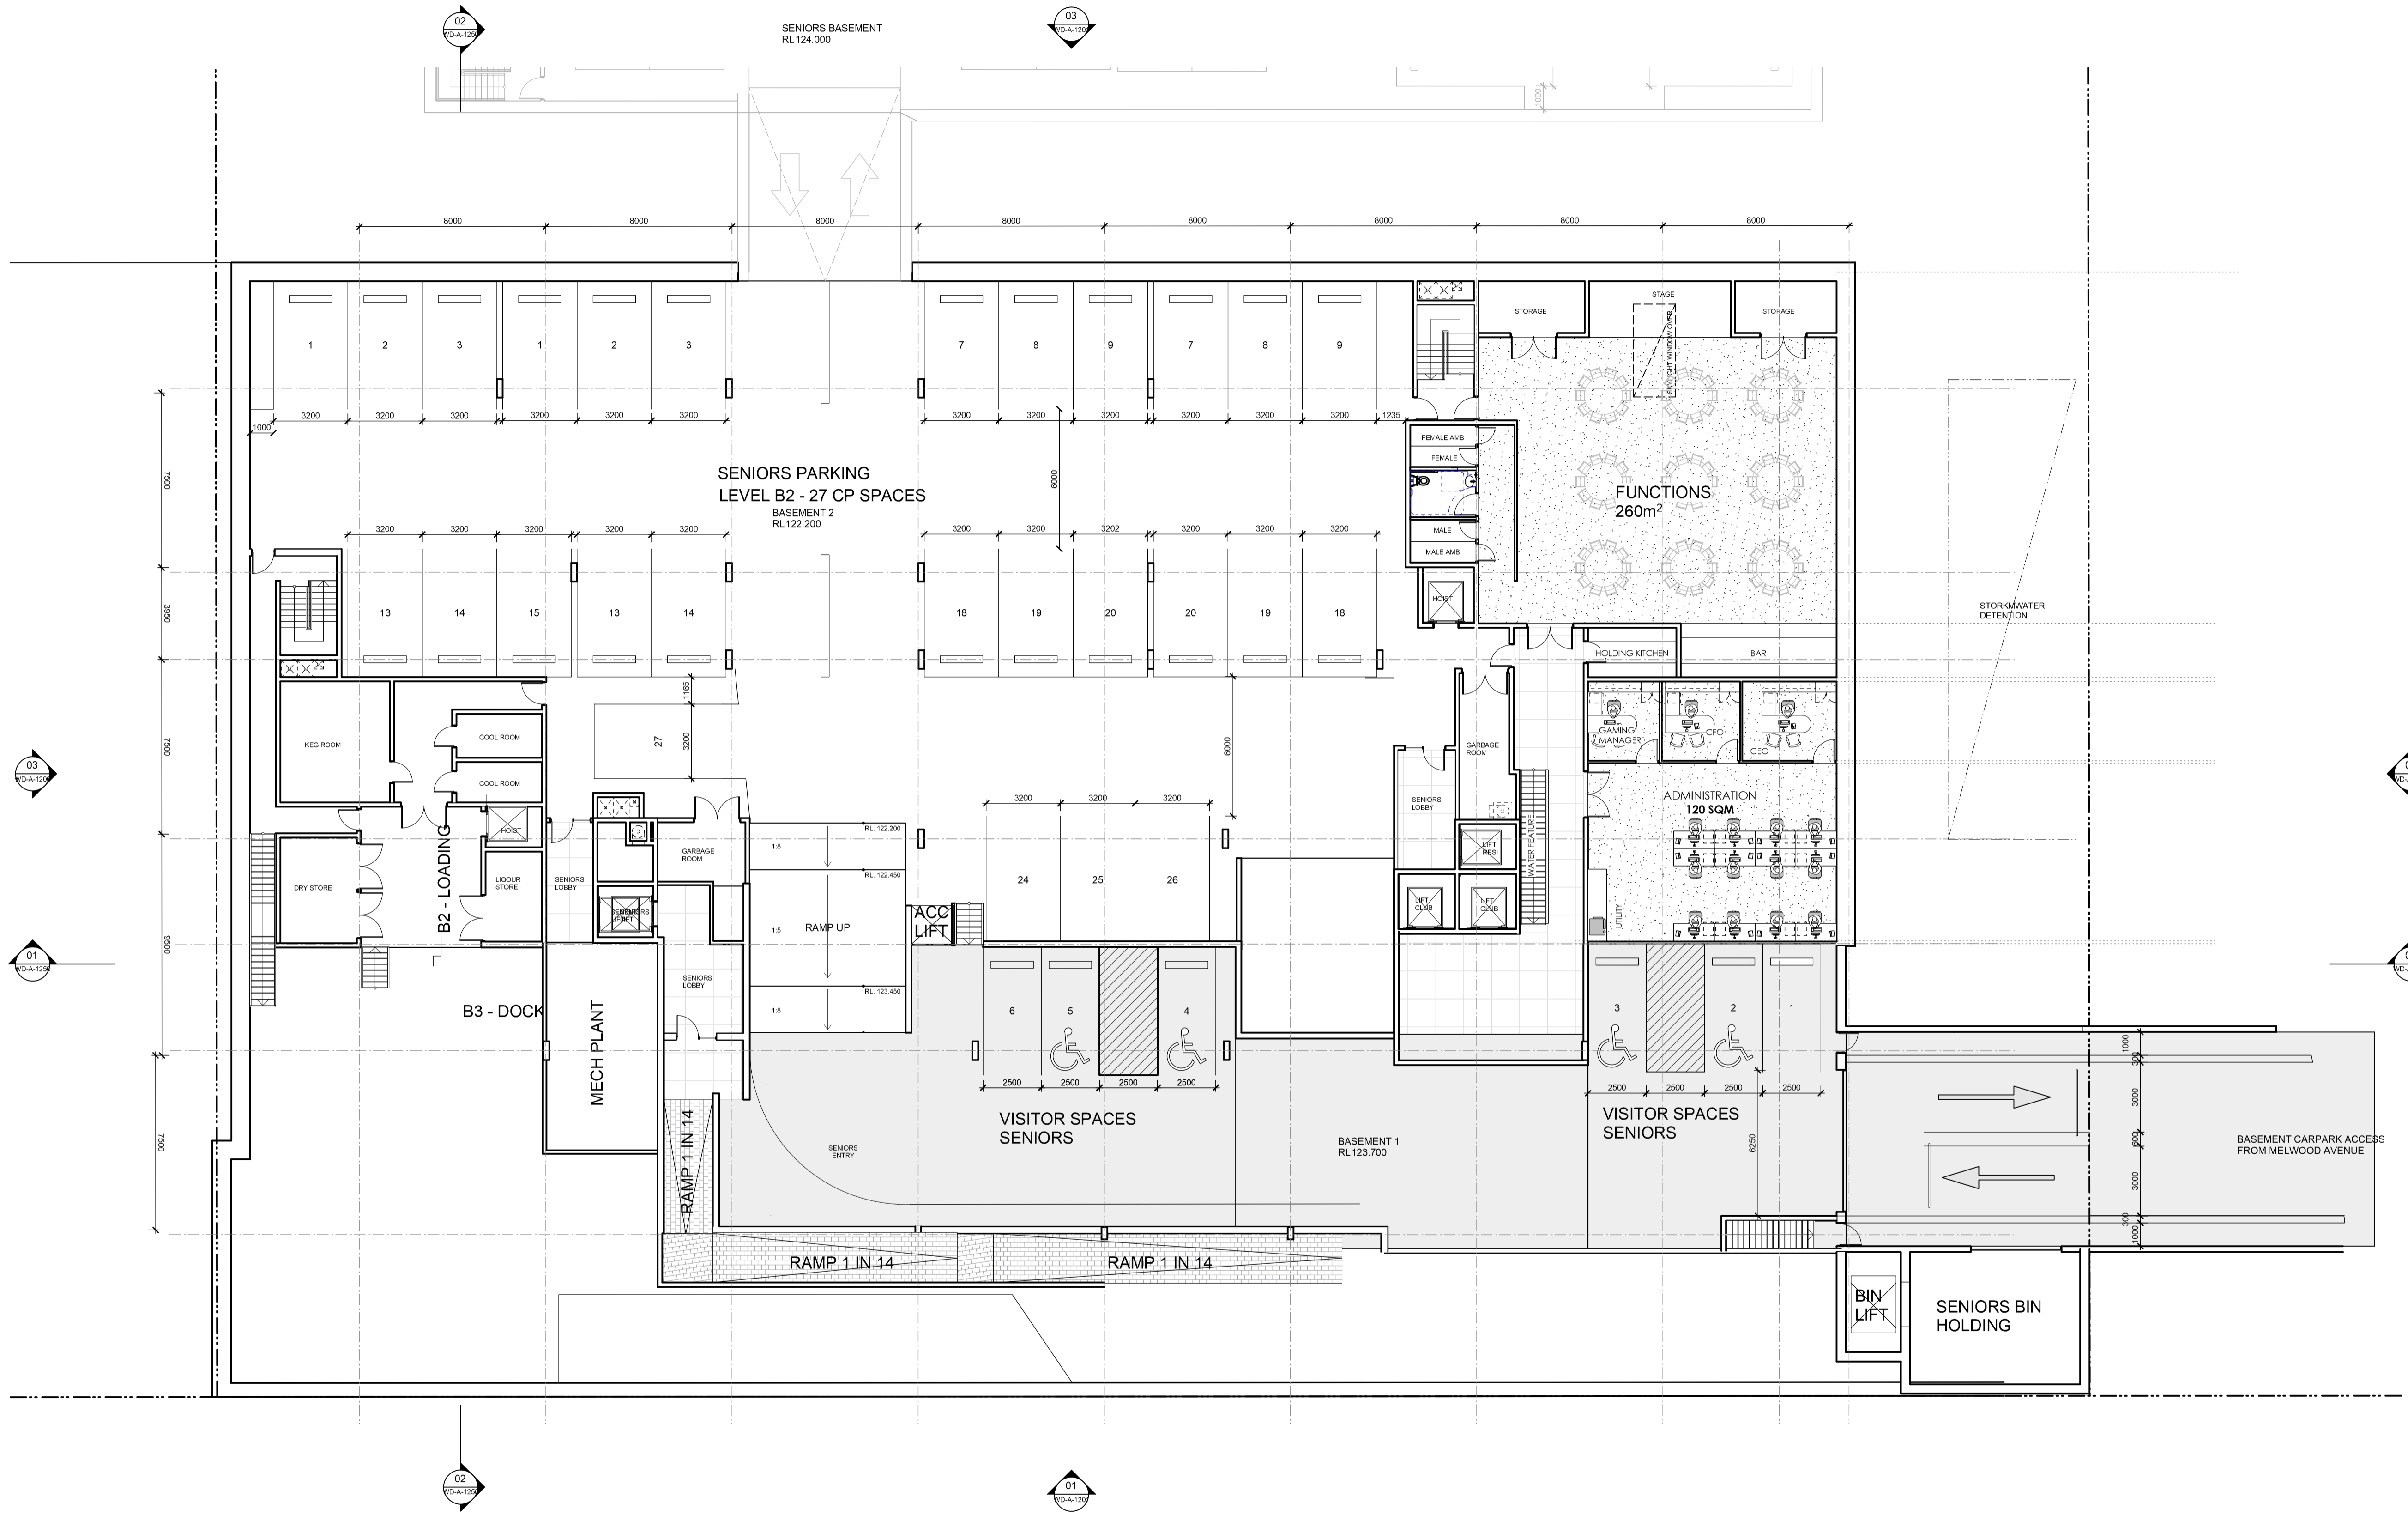 02
WD-A-1250
SENIORS BASEMENT
RL124.000
03
WD-A-1201
1000
8000
8000
8000
8000
8000
8000
8000
8000
1
2
3
1
2
3
7
8
9
7
8
9
STORAGE
STAGE
STORAGE
SKYLIGHT WINDOW OVER
3200
3200
3200
3200
3200
3200
3200
3200
3200
3200
3200
3200
1235
1000
7500
SENIORS PARKING
LEVEL B2 - 27 CP SPACES
BASEMENT 2
RL122.200
6000
FEMALE AMB
FEMALE
MALE
MALE AMB
FUNCTIONS
260m²
3200
3200
3200
3200
3200
3200
3200
3202
3200
3200
3200
3950
13
14
15
13
14
18
19
20
20
19
18
HOIST
STORKMWATER
DETENTION
HOLDING KITCHEN
BAR
1165
27
3200
7500
KEG ROOM
COOL ROOM
COOL ROOM
6000
GARBAGE
ROOM
GAMING
MANAGER
CFO
CEO
03
WD-A-1200
HOIST
B2 - LOADING
3200
3200
3200
SENIORS
LOBBY
ADMINISTRATION
120 SQM
WATER FEATURE
RL. 122.200
1:8
GARBAGE
ROOM
LIFT
RESI
DRY STORE
LIQOUR
STORE
SENIORS
LOBBY
RL. 122.450
24
25
26
LIFT
CLUB
LIFT
CLUB
UTILITY
9500
1:5
RAMP UP
ACC
LIFT
01
WD-A-1250
SENIORS
LOBBY
RL. 123.450
1:8
B3 - DOCK
MECH PLANT
6
5
4
3
2
1
2500
2500
2500
2500
2500
2500
2500
2500
VISITOR SPACES
SENIORS
VISITOR SPACES
SENIORS
7500
RAMP 1 IN 14
SENIORS
ENTRY
BASEMENT 1
RL123.700
6250
1000
300
3000
600
3000
300
1000
BASEMENT CARPARK ACCESS
FROM MELWOOD AVENUE
RAMP 1 IN 14
RAMP 1 IN 14
BIN
LIFT
SENIORS BIN
HOLDING
02
WD-A-1250
01
WD-A-1201